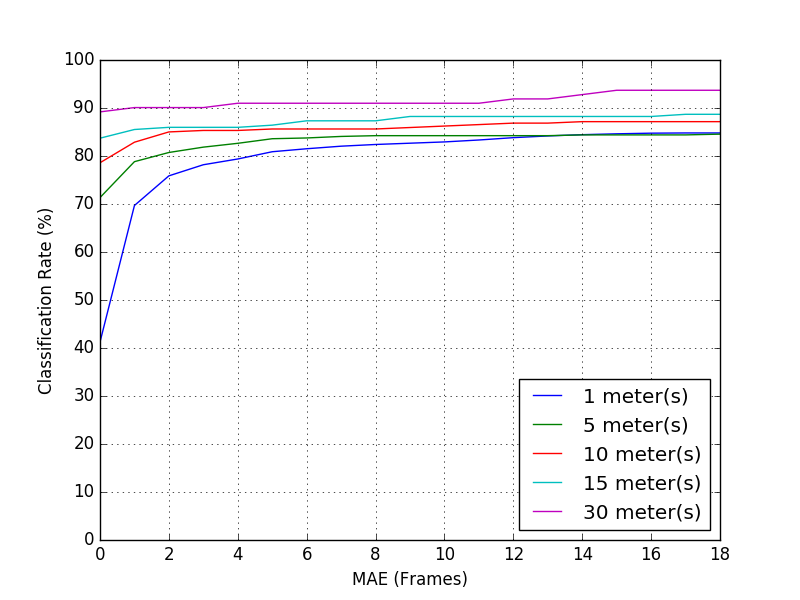 100
90
80
70
60
50
40
30
20
10
0
Classification Rate (%)
0 2 4 6 8 10 12 14 16 18
MAE (Frames)
1 meter(s)
5 meter(s)
10 meter(s)
15 meter(s)
30 meter(s)